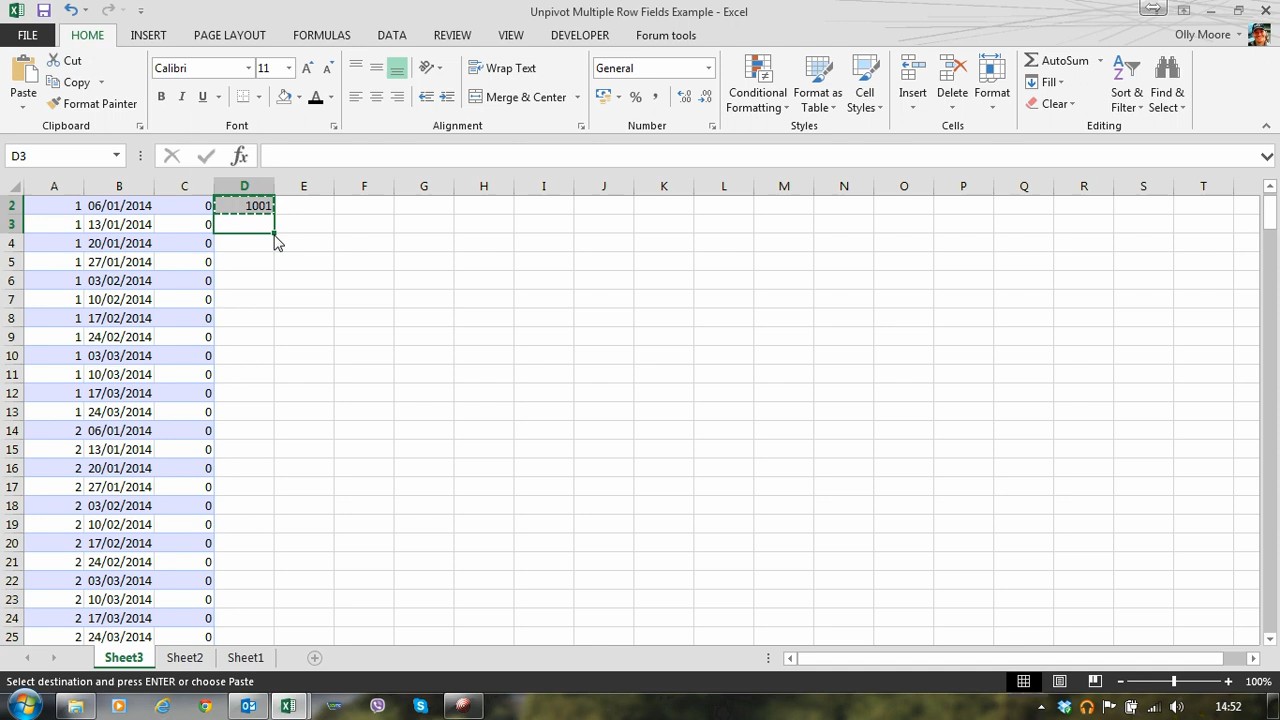 Unpivot Multiple Row Fields Example - Excel
FILE HOME INSERT PAGE LAYOUT FORMULAS DATA REVIEW VIEW DEVELOPER Forum tools Olly Moore
Paste
Cut
Copy
Format Painter
Clipboard
Calibri 11
B I U A
Font
Wrap Text
Merge & Center
Alignment
General
%
Number
Conditional Formatting
Format as Table
Cell Styles
Styles
Insert Delete Format
Cells
AutoSum
Fill
Clear
Sort & Filter
Find & Select
Editing
D3 fx
A B C D E F G H I J K L M N O P Q R S T
2 1 06/01/2014 0 1001
3 1 13/01/2014 0
4 1 20/01/2014 0
5 1 27/01/2014 0
6 1 03/02/2014 0
7 1 10/02/2014 0
8 1 17/02/2014 0
9 1 24/02/2014 0
10 1 03/03/2014 0
11 1 10/03/2014 0
12 1 17/03/2014 0
13 1 24/03/2014 0
14 2 06/01/2014 0
15 2 13/01/2014 0
16 2 20/01/2014 0
17 2 27/01/2014 0
18 2 03/02/2014 0
19 2 10/02/2014 0
20 2 17/02/2014 0
21 2 24/02/2014 0
22 2 03/03/2014 0
23 2 10/03/2014 0
24 2 17/03/2014 0
25 2 24/03/2014 0
Sheet3 Sheet2 Sheet1
Select destination and press ENTER or choose Paste 100%
14:52